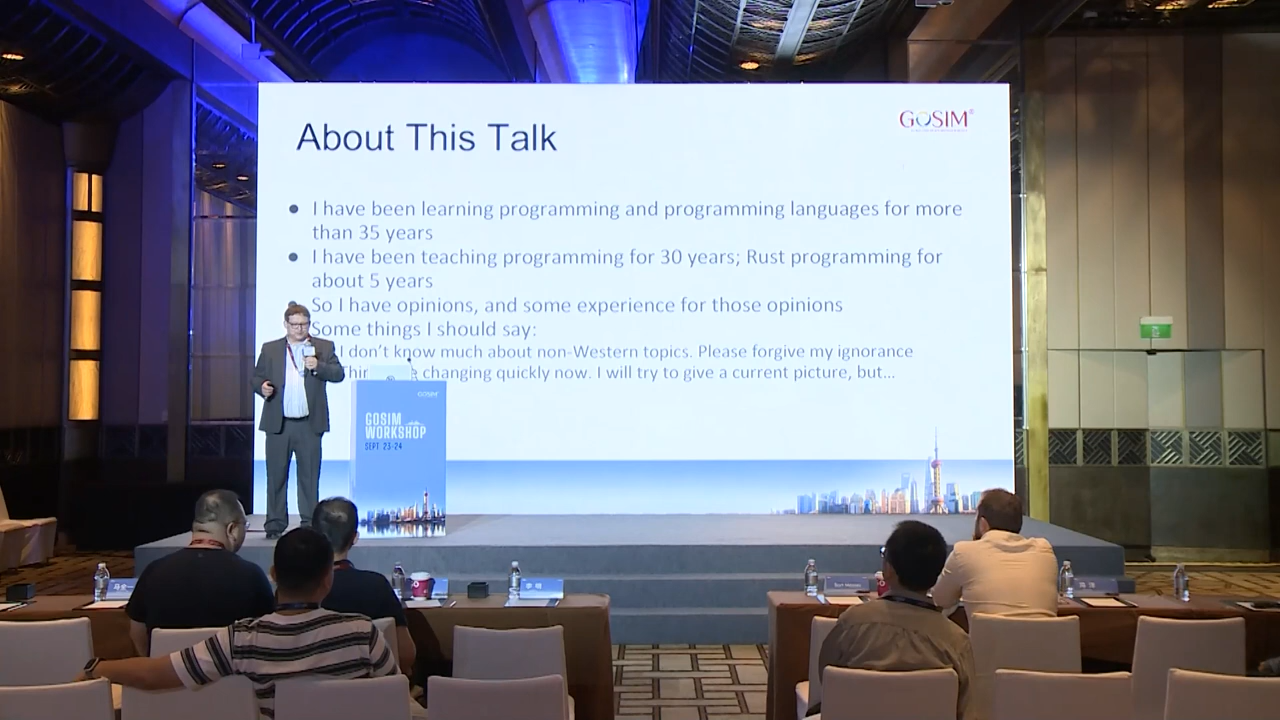 GOSIM
About This Talk
I have been learning programming and programming languages for more
than 35 years
I have been teaching programming for 30 years; Rust programming for
about 5 years
So I have opinions, and some experience for those opinions
Some things I should say:
I don't know much about non-Western topics. Please forgive my ignorance
changing quickly now. I will try to give a current picture, but...
GOSIM
GOSIM
WORKSHOP
SEPT 23-24